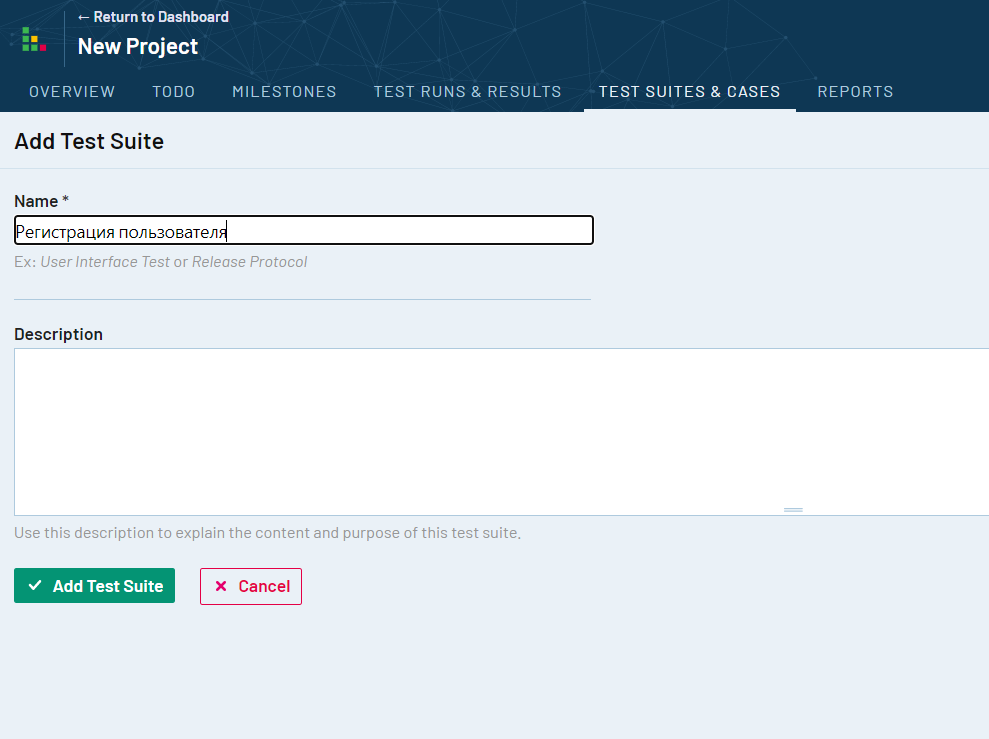 ← Return to Dashboard
New Project
OVERVIEW TODO MILESTONES TEST RUNS & RESULTS TEST SUITES & CASES REPORTS
Add Test Suite
Name *
Регистрация пользователя
Ex: User Interface Test or Release Protocol
Description
Use this description to explain the content and purpose of this test suite.
Add Test Suite Cancel